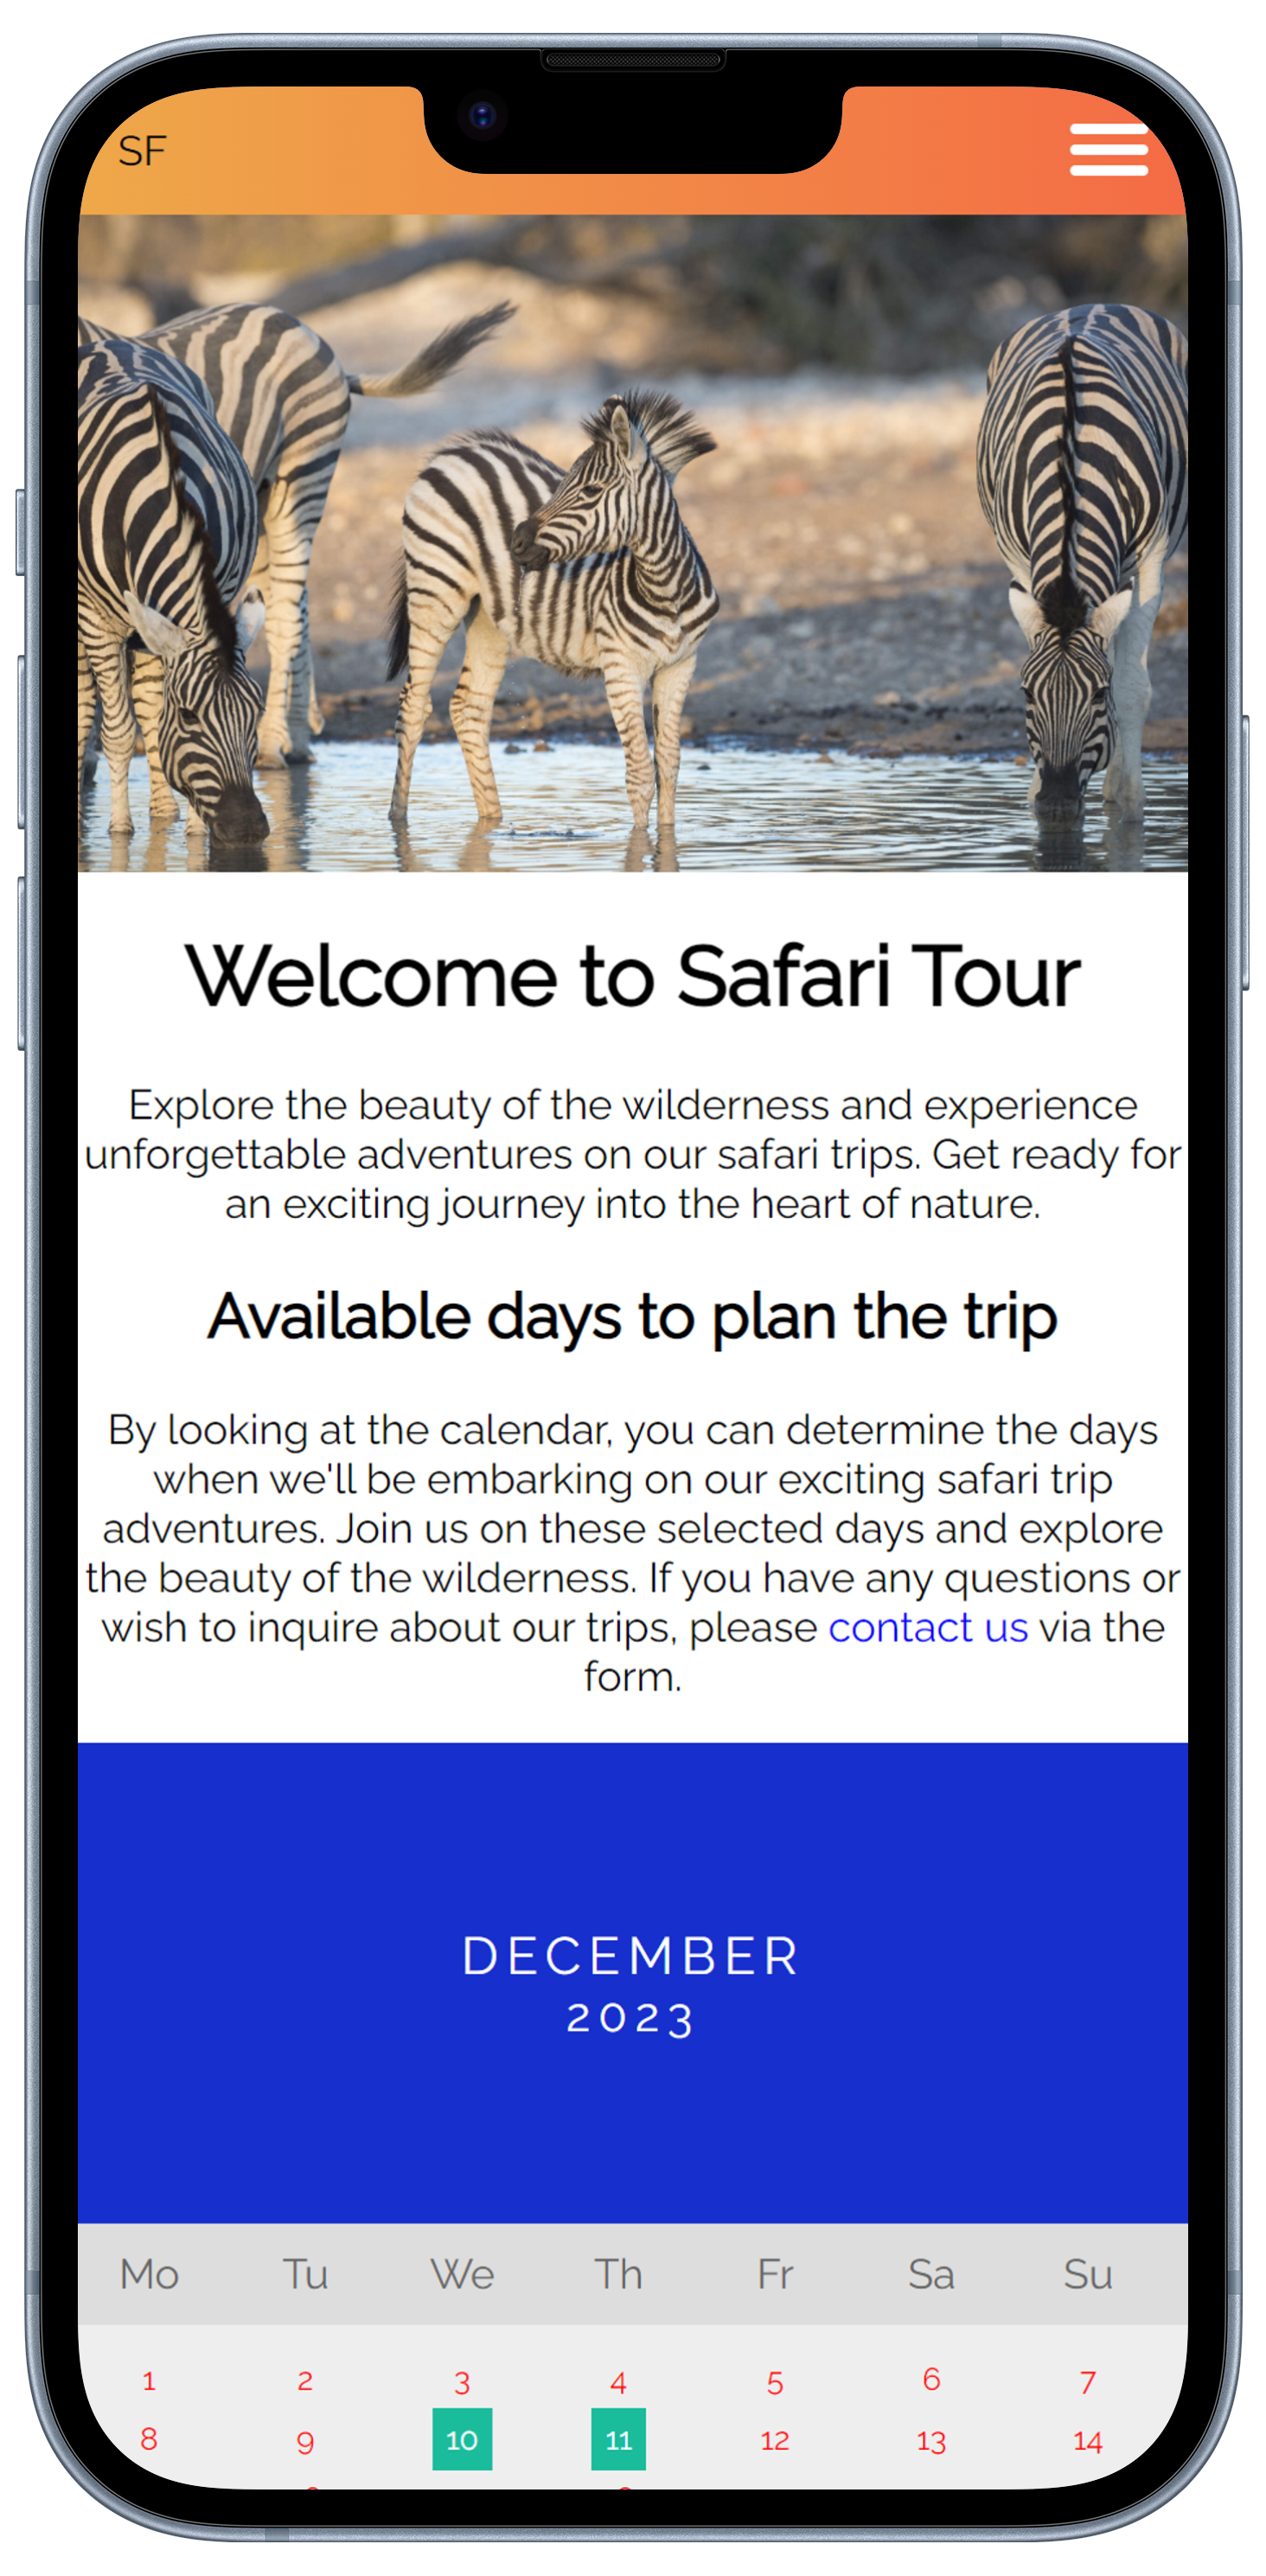 SF
Welcome to Safari Tour
Explore the beauty of the wilderness and experience
unforgettable adventures on our safari trips. Get ready for
an exciting journey into the heart of nature.
Available days to plan the trip
By looking at the calendar, you can determine the days
when we'll be embarking on our exciting safari trip
adventures. Join us on these selected days and explore
the beauty of the wilderness. If you have any questions or
wish to inquire about our trips, please contact us via the
form.
DECEMBER
2023
Mo Tu We Th Fr Sa Su
1 2 3 4 5 6 7
8 9 10 11 12 13 14